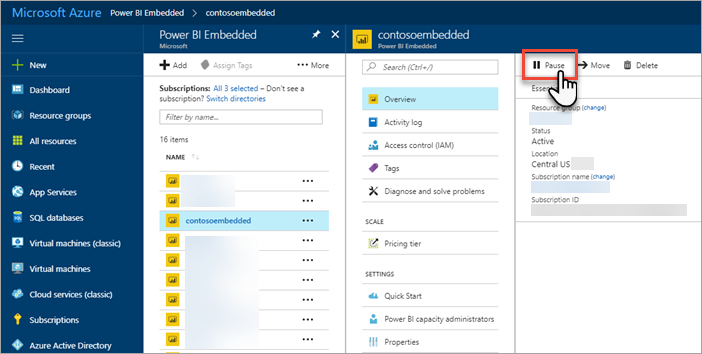 Microsoft Azure Power BI Embedded > contosoembedded
New
Dashboard
Resource groups
All resources
Recent
App Services
SQL databases
Virtual machines (classic)
Virtual machines
Cloud services (classic)
Subscriptions
Azure Active Directory
Power BI Embedded
Microsoft
Add Assign Tags ••• More
Subscriptions: All 3 selected – Don't see a
subscription? Switch directories
Filter by name...
16 items
NAME
contosoembedded
contosoembedded
Power BI Embedded
Search (Ctrl+/)
Overview
Activity log
Access control (IAM)
Tags
Diagnose and solve problems
SCALE
Pricing tier
SETTINGS
Quick Start
Power BI capacity administrators
Properties
Pause Move Delete
Resource group (change)
Status
Active
Location
Central US
Subscription name (change)
Subscription ID